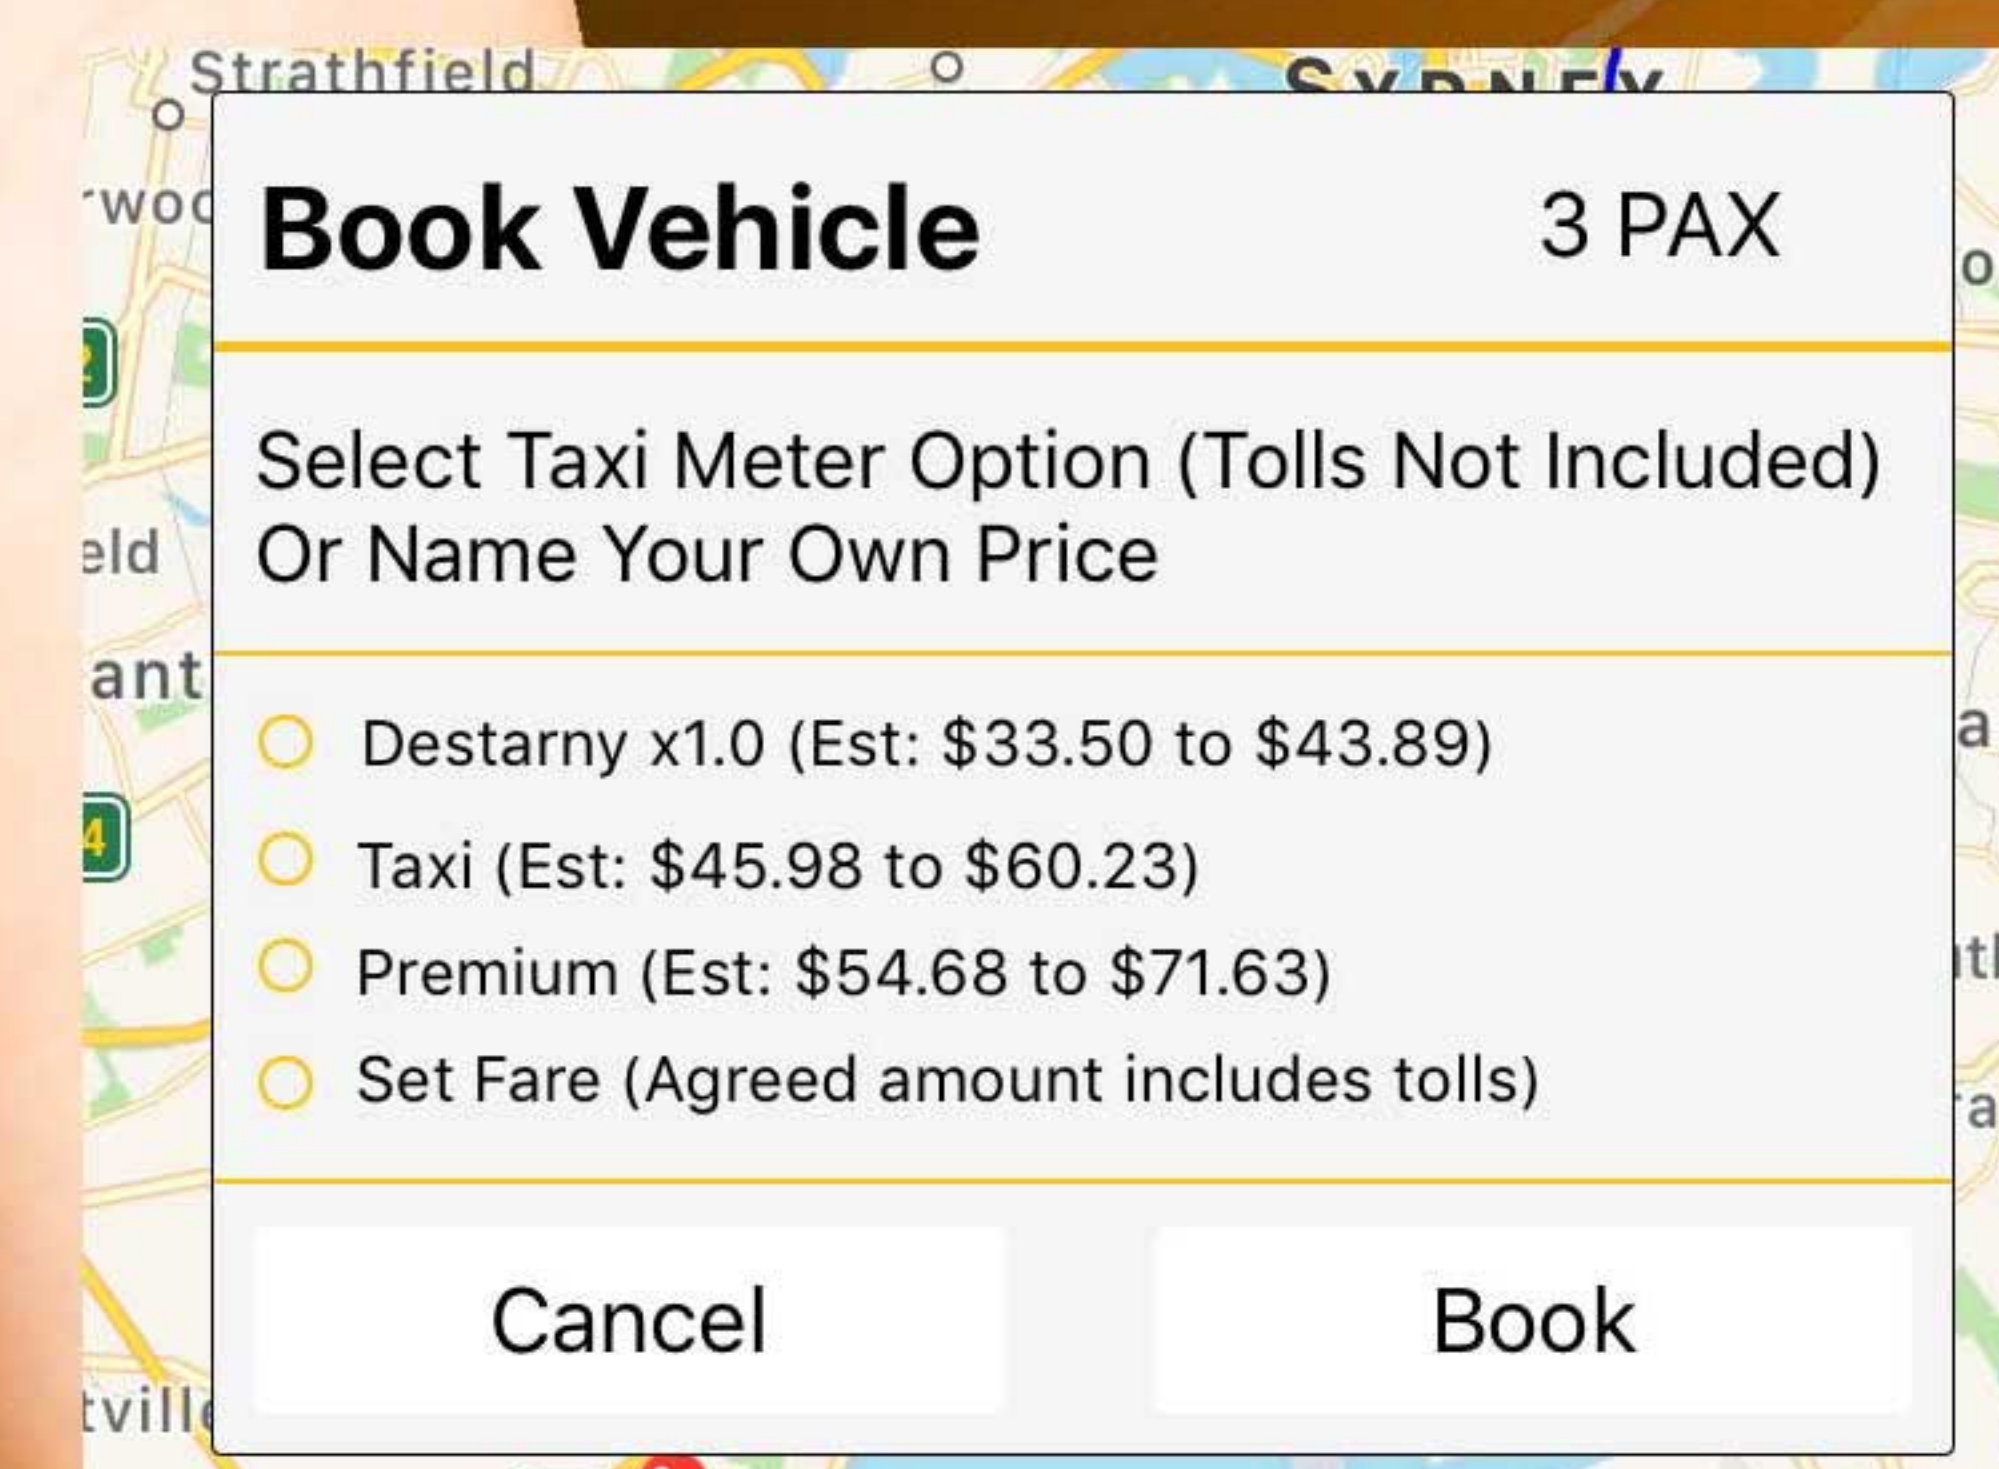 Strathfield
SYDNEY
Book Vehicle 3 PAX
Select Taxi Meter Option (Tolls Not Included)
Or Name Your Own Price
Destarny x1.0 (Est: $33.50 to $43.89)
4
Taxi (Est: $45.98 to $60.23)
Premium (Est: $54.68 to $71.63)
Set Fare (Agreed amount includes tolls)
Cancel Book